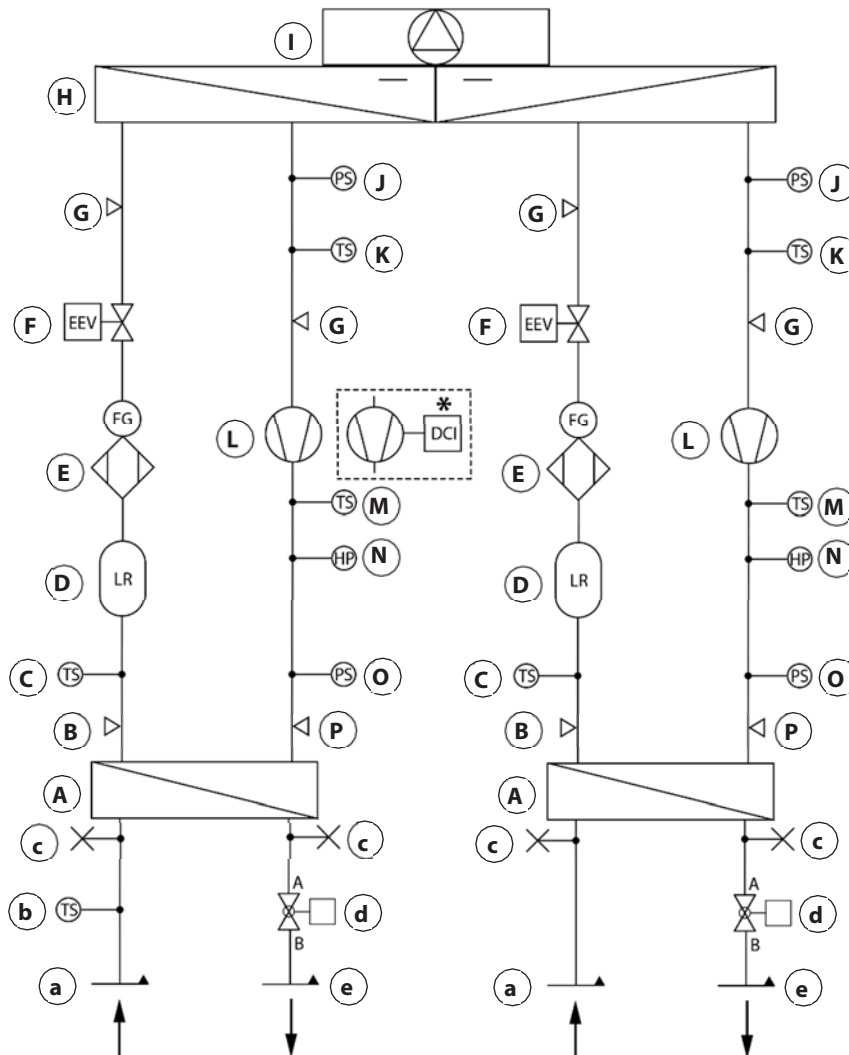 I
H
PS J PS J
G G
TS K TS K
F EEV G F EEV G
*
FG DCI FG
L L
E E
TS M TS M
HP N HP N
D LR D LR
C TS PS O C TS PS O
B P B P
A A
c c c c
A A
b TS d d
B B
a e a e